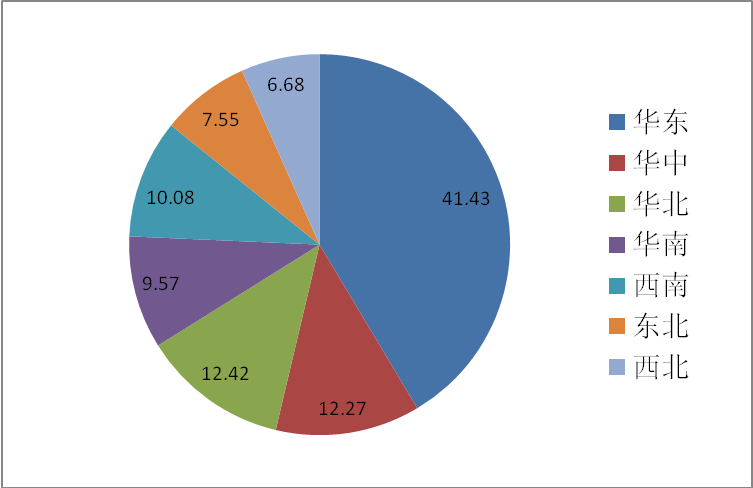 6.68
7.55
41.43
10.08
9.57
12.42
12.27
华东
华中
华北
华南
西南
东北
西北